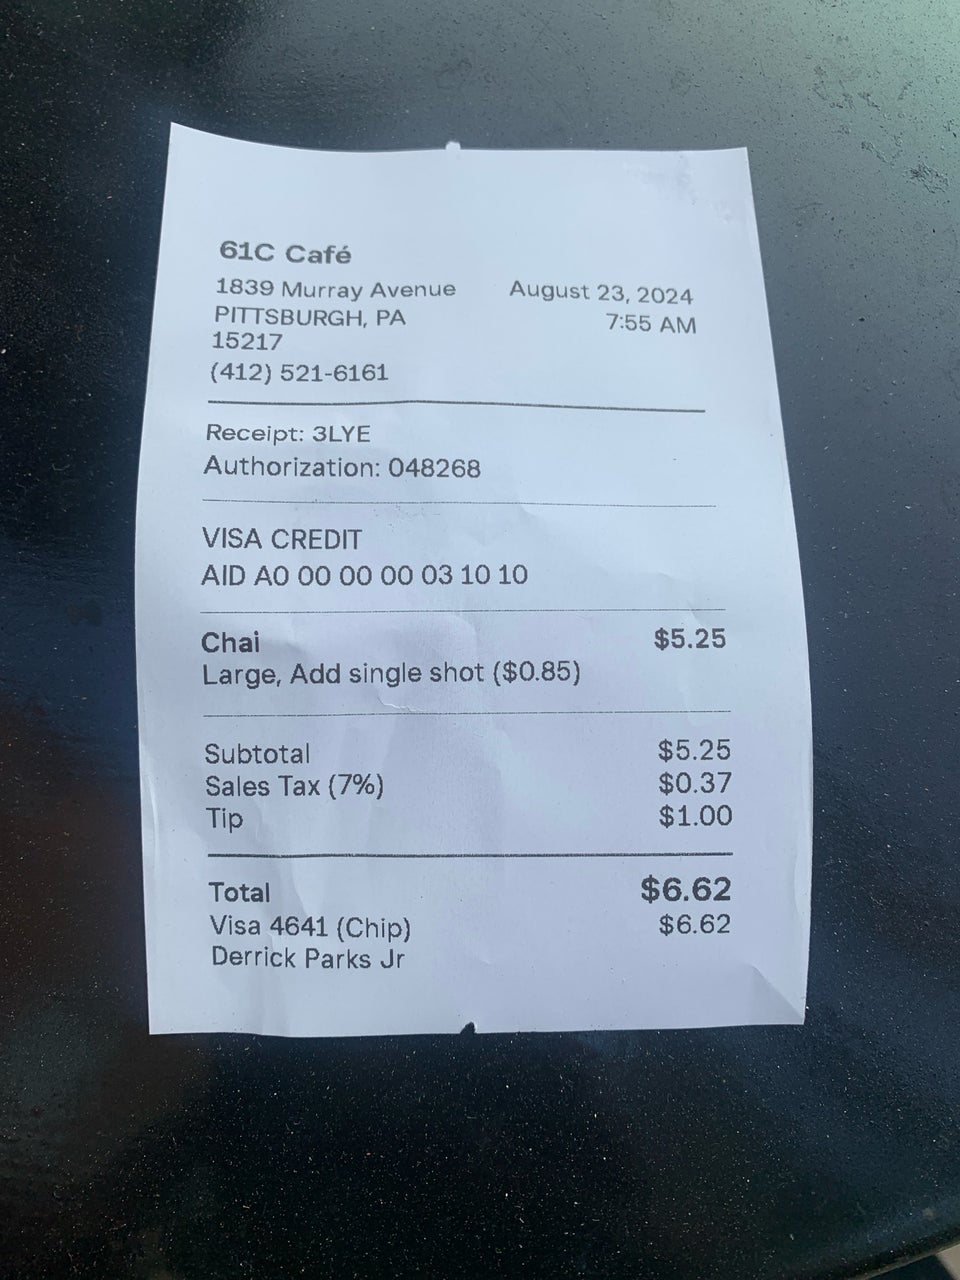 61C Café
1839 Murray Avenue
August 23, 2024
PITTSBURGH, PA
7:55 AM
15217
(412) 521-6161
Receipt: 3LYE
Authorization: 048268
VISA CREDIT
AID A0 00 00 00 03 10 10
Chai $5.25
Large, Add single shot ($0.85)
Subtotal $5.25
Sales Tax (7%) $0.37
Tip $1.00
Total $6.62
Visa 4641 (Chip) $6.62
Derrick Parks Jr